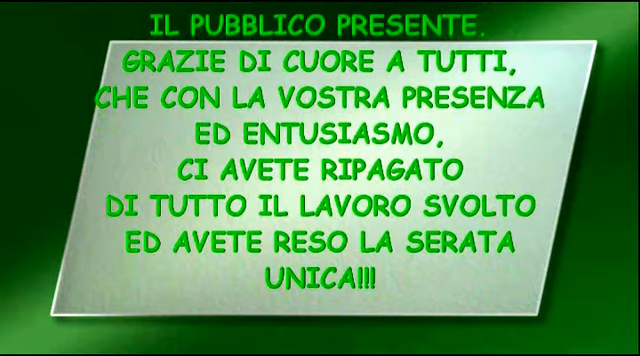 IL PUBBLICO PRESENTE.
GRAZIE DI CUORE A TUTTI,
CHE CON LA VOSTRA PRESENZA
ED ENTUSIASMO,
CI AVETE RIPAGATO
DI TUTTO IL LAVORO SVOLTO
ED AVETE RESO LA SERATA
UNICA!!!